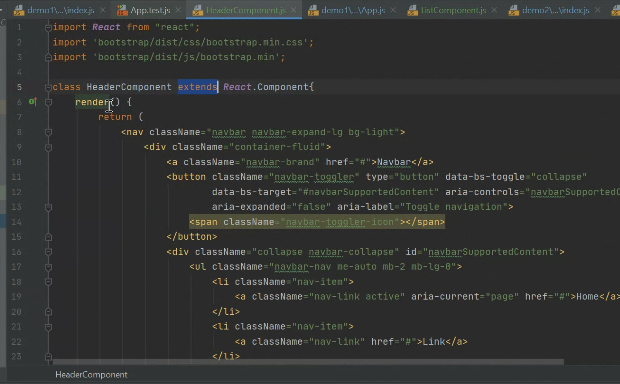 demo1\...\index.js × App.test.js × HeaderComponent.js × demo1\...\App.js × ListComponent.js × demo2\...\index.js ×
1 import React from "react";
2 import 'bootstrap/dist/css/bootstrap.min.css';
3 import 'bootstrap/dist/js/bootstrap.min';
4
5 class HeaderComponent extends React.Component{
6 render() {
7 return (
8 <nav className="navbar navbar-expand-lg bg-light">
9 <div className="container-fluid">
10 <a className="navbar-brand" href="#">Navbar</a>
11 <button className="navbar-toggler" type="button" data-bs-toggle="collapse"
12 data-bs-target="#navbarSupportedContent" aria-controls="navbarSupportedCo
13 aria-expanded="false" aria-label="Toggle navigation">
14 <span className="navbar-toggler-icon"></span>
15 </button>
16 <div className="collapse navbar-collapse" id="navbarSupportedContent">
17 <ul className="navbar-nav me-auto mb-2 mb-lg-0">
18 <li className="nav-item">
19 <a className="nav-link active" aria-current="page" href="#">Home</a>
20 </li>
21 <li className="nav-item">
22 <a className="nav-link" href="#">Link</a>
23 </li>
HeaderComponent